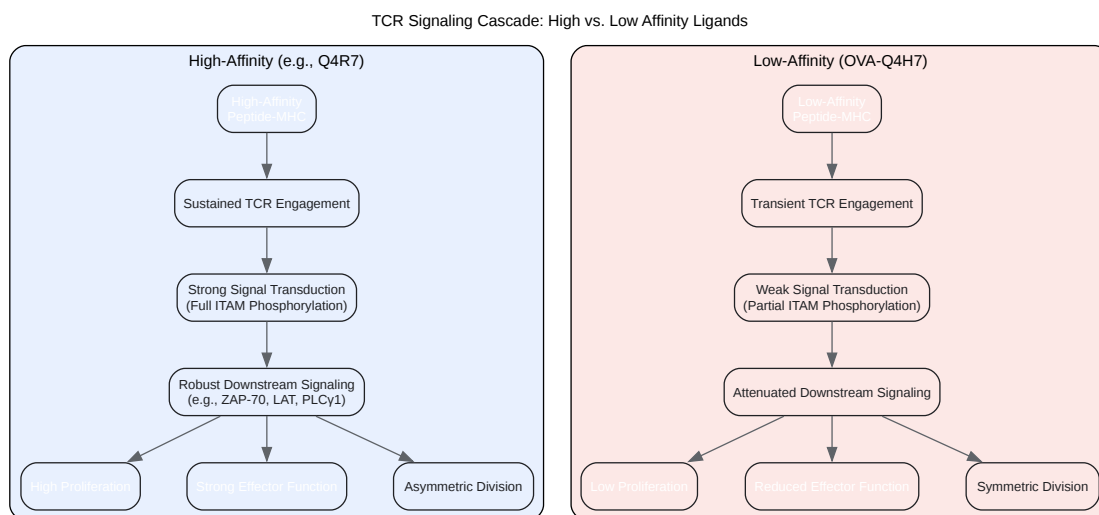 TCR Signaling Cascade: High vs. Low Affinity Ligands
High-Affinity (e.g., Q4R7)
High-Affinity
Peptide-MHC
Sustained TCR Engagement
Strong Signal Transduction
(Full ITAM Phosphorylation)
Robust Downstream Signaling
(e.g., ZAP-70, LAT, PLCγ1)
High Proliferation
Strong Effector Function
Asymmetric Division
Low-Affinity (OVA-Q4H7)
Low-Affinity
Peptide-MHC
Transient TCR Engagement
Weak Signal Transduction
(Partial ITAM Phosphorylation)
Attenuated Downstream Signaling
Low Proliferation
Reduced Effector Function
Symmetric Division